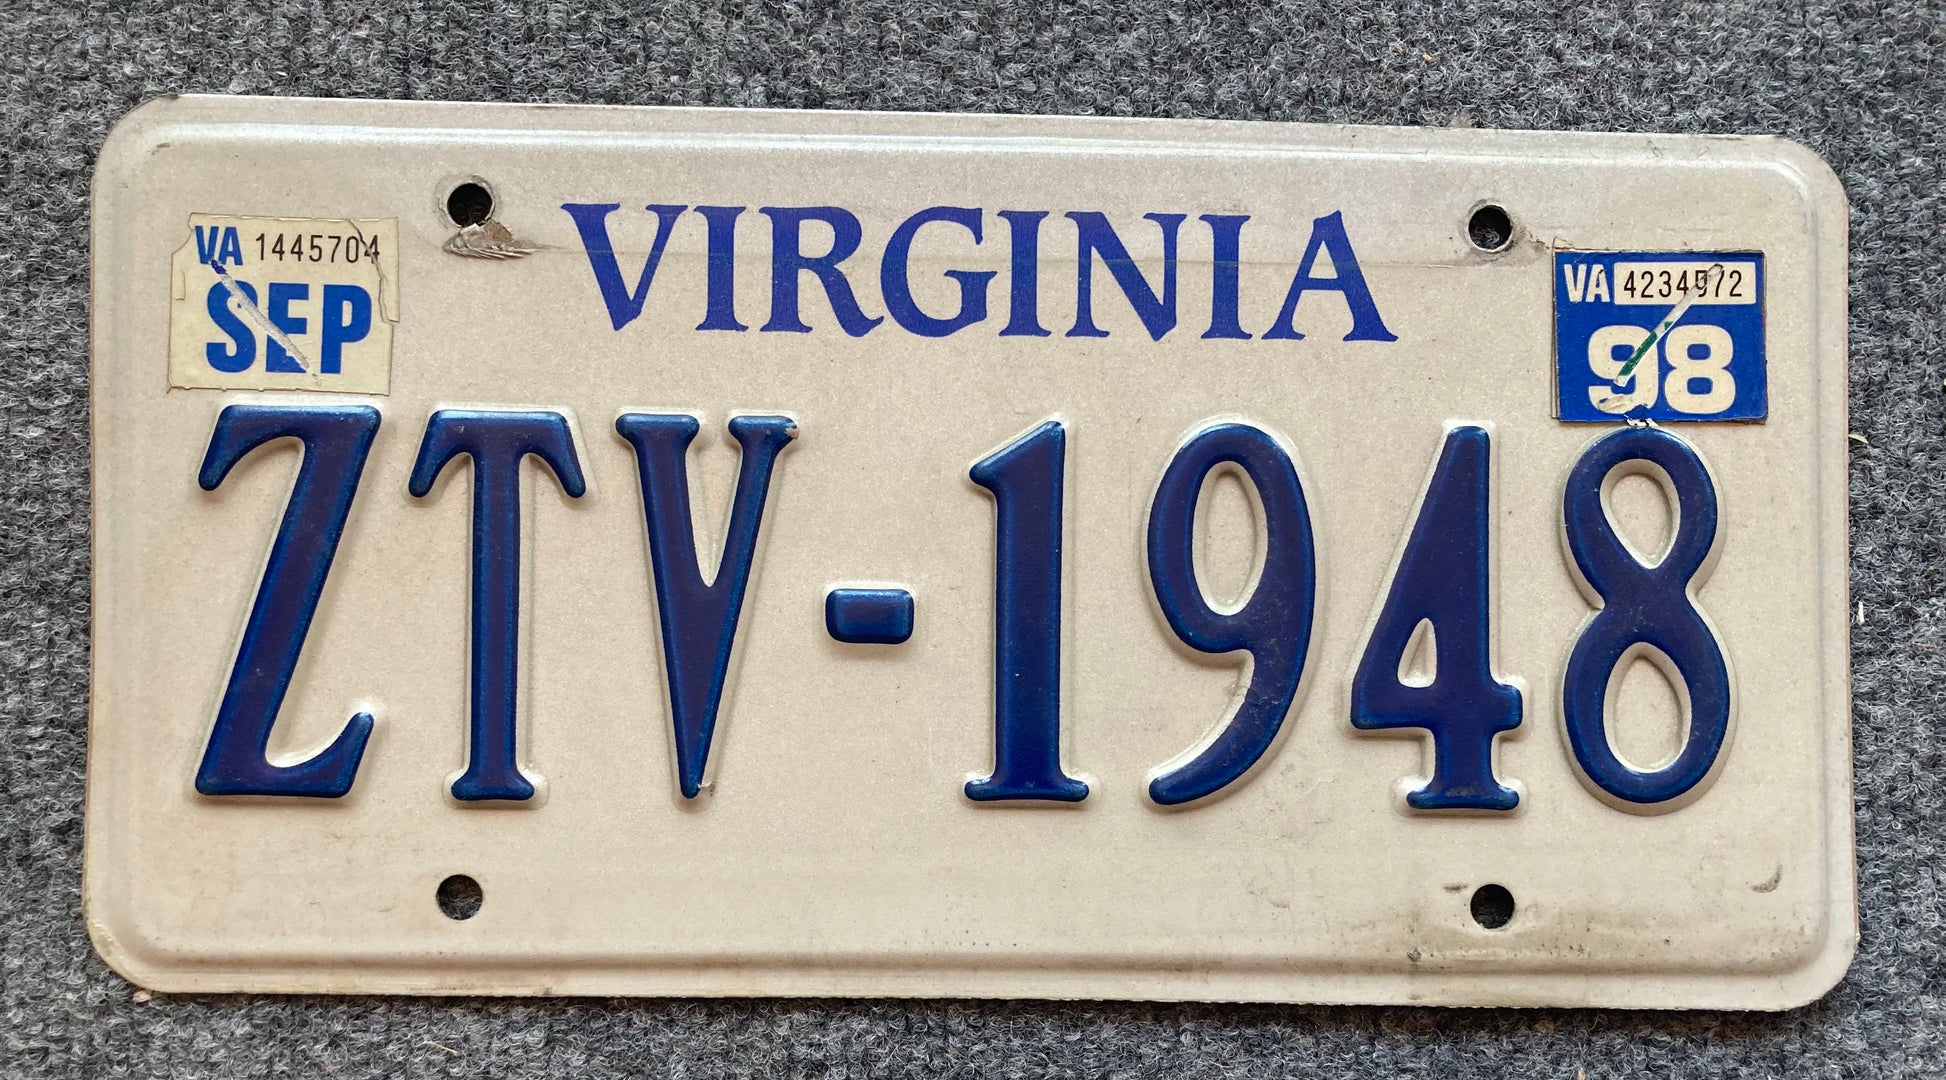 VIRGINIA
VA 1445704
SEP
VA 4234972
98
ZTV-1948